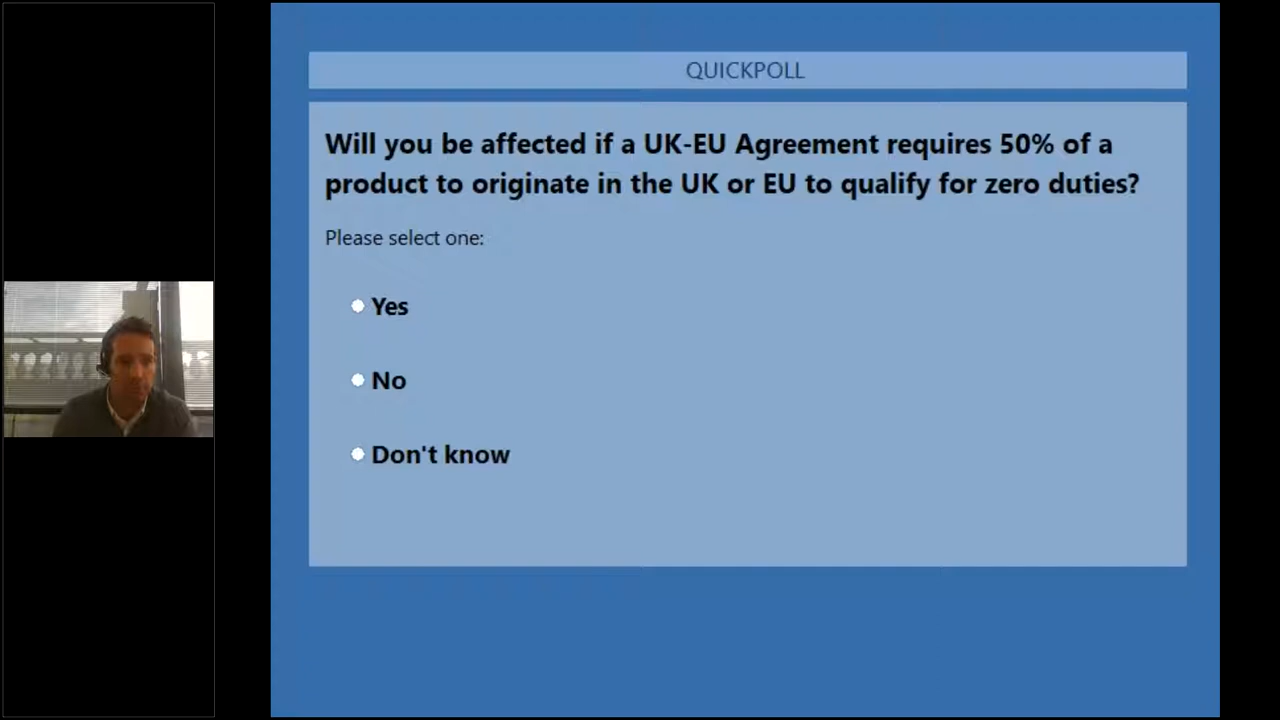 QUICKPOLL
Will you be affected if a UK-EU Agreement requires 50% of a
product to originate in the UK or EU to qualify for zero duties?
Please select one:
Yes
No
Don't know